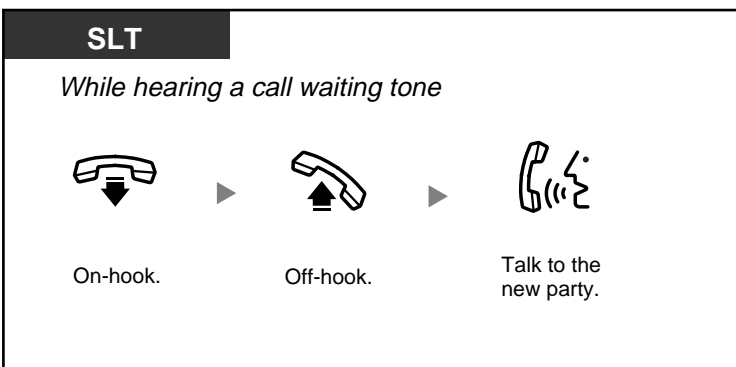 SLT
While hearing a call waiting tone
On-hook.
Off-hook.
Talk to the
new party.